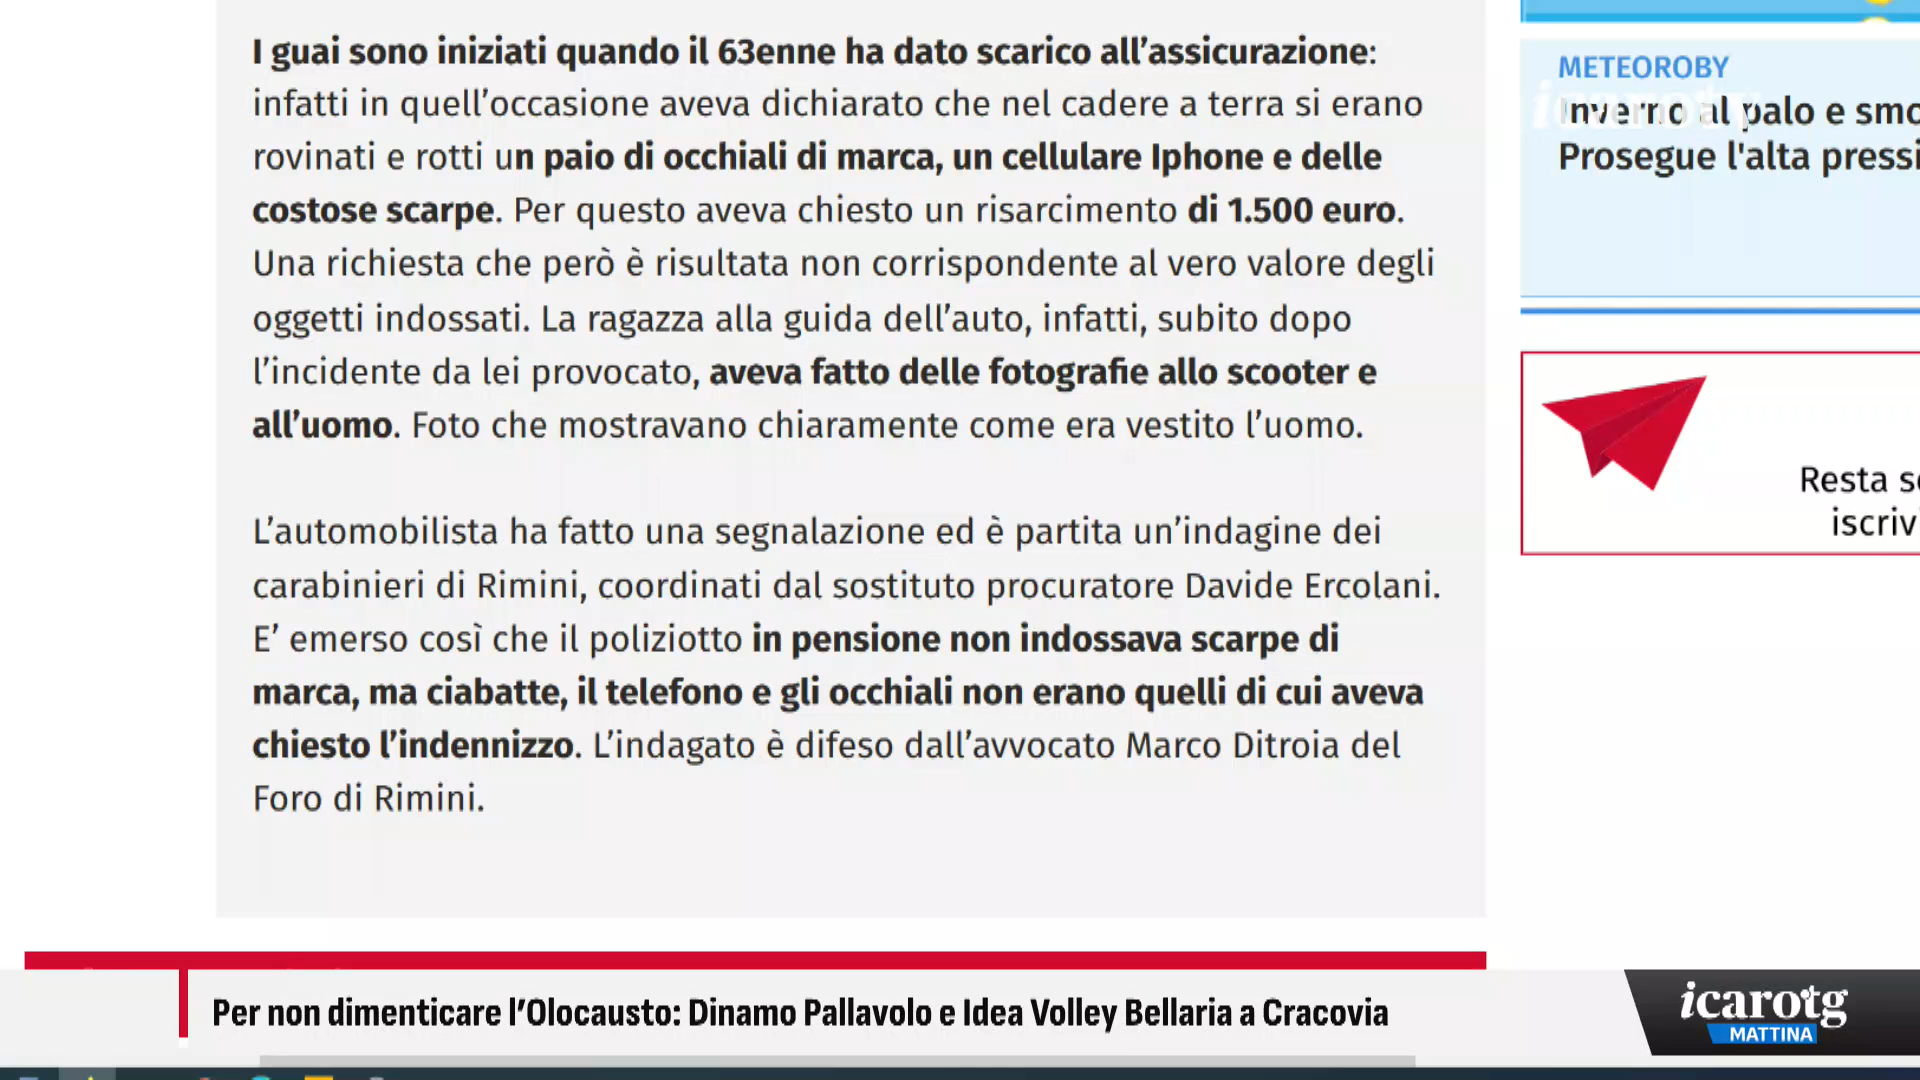 I guai sono iniziati quando il 63enne ha dato scarico all’assicurazione:
infatti in quell’occasione aveva dichiarato che nel cadere a terra si erano
rovinati e rotti un paio di occhiali di marca, un cellulare Iphone e delle
costose scarpe. Per questo aveva chiesto un risarcimento di 1.500 euro.
Una richiesta che però è risultata non corrispondente al vero valore degli
oggetti indossati. La ragazza alla guida dell’auto, infatti, subito dopo
l’incidente da lei provocato, aveva fatto delle fotografie allo scooter e
all’uomo. Foto che mostravano chiaramente come era vestito l’uomo.
L’automobilista ha fatto una segnalazione ed è partita un’indagine dei
carabinieri di Rimini, coordinati dal sostituto procuratore Davide Ercolani.
E’ emerso così che il poliziotto in pensione non indossava scarpe di
marca, ma ciabatte, il telefono e gli occhiali non erano quelli di cui aveva
chiesto l’indennizzo. L’indagato è difeso dall’avvocato Marco Ditroia del
Foro di Rimini.
METEOROBY
icarotg
Inverno al palo e smo
Prosegue l'alta pressi
Resta se
iscriv
Per non dimenticare l’Olocausto: Dinamo Pallavolo e Idea Volley Bellaria a Cracovia
icarotg
MATTINA